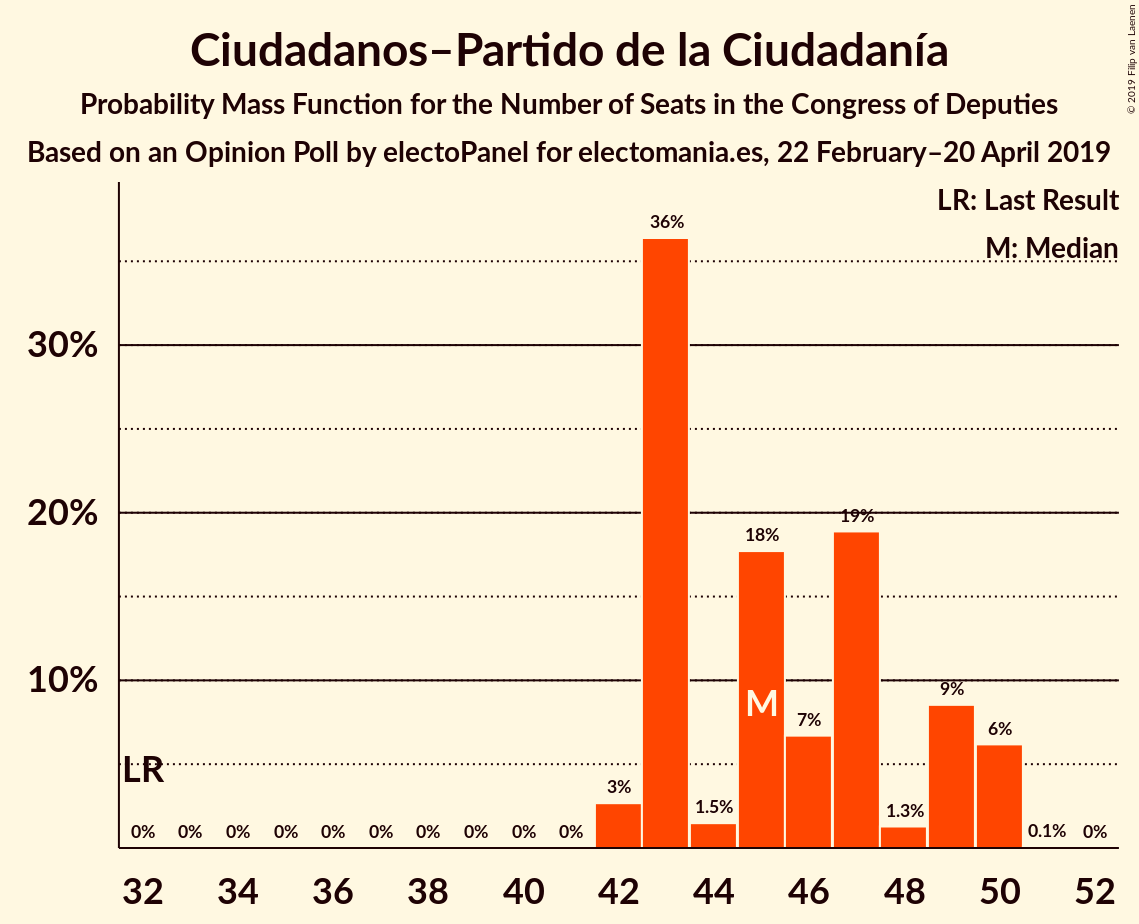 Ciudadanos–Partido de la Ciudadanía
Probability Mass Function for the Number of Seats in the Congress of Deputies
Based on an Opinion Poll by electoPanel for electomania.es, 22 February–20 April 2019
© 2019 Filip van Laenen
LR: Last Result
M: Median
36%
30%
20%
19%
18%
10%
9%
M
7%
6%
LR
3%
1.5%
1.3%
0% 0% 0% 0% 0% 0% 0% 0% 0% 0% 0.1% 0%
32 34 36 38 40 42 44 46 48 50 52